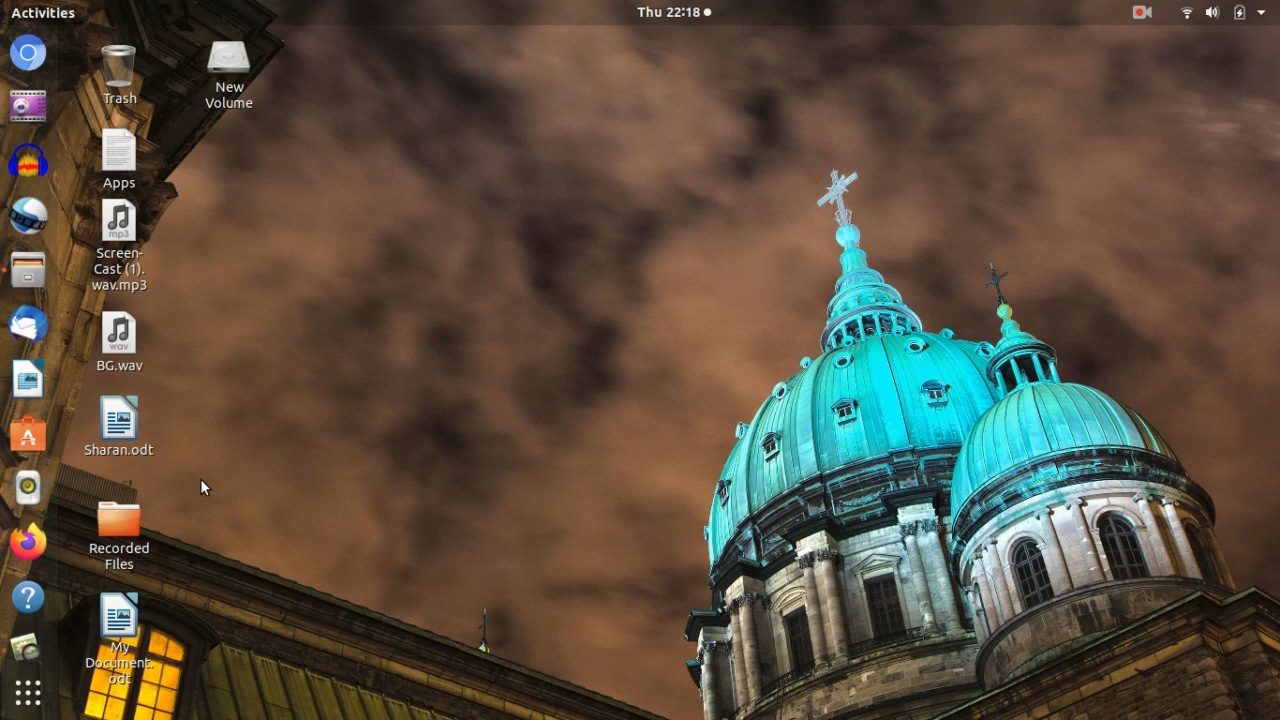 Activities
Thu 22:18
Trash
New
Volume
Apps
mp3
Screen-
Cast (1).
wav.mp3
wav
BG.wav
Sharan.odt
Recorded
FIles
?
My
Document.
odt